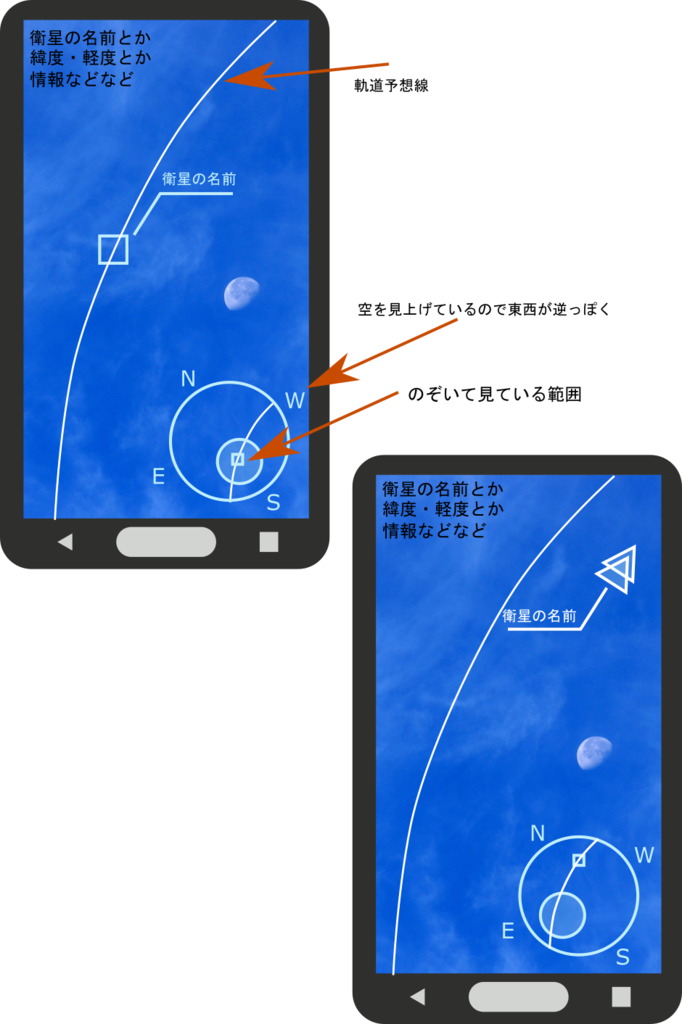 衛星の名前とか
緯度・軽度とか
情報などなど
軌道予想線
衛星の名前
空を見上げているので東西が逆っぽく
のぞいて見ている範囲
N
W
E
S
衛星の名前とか
緯度・軽度とか
情報などなど
衛星の名前
N
W
E
S